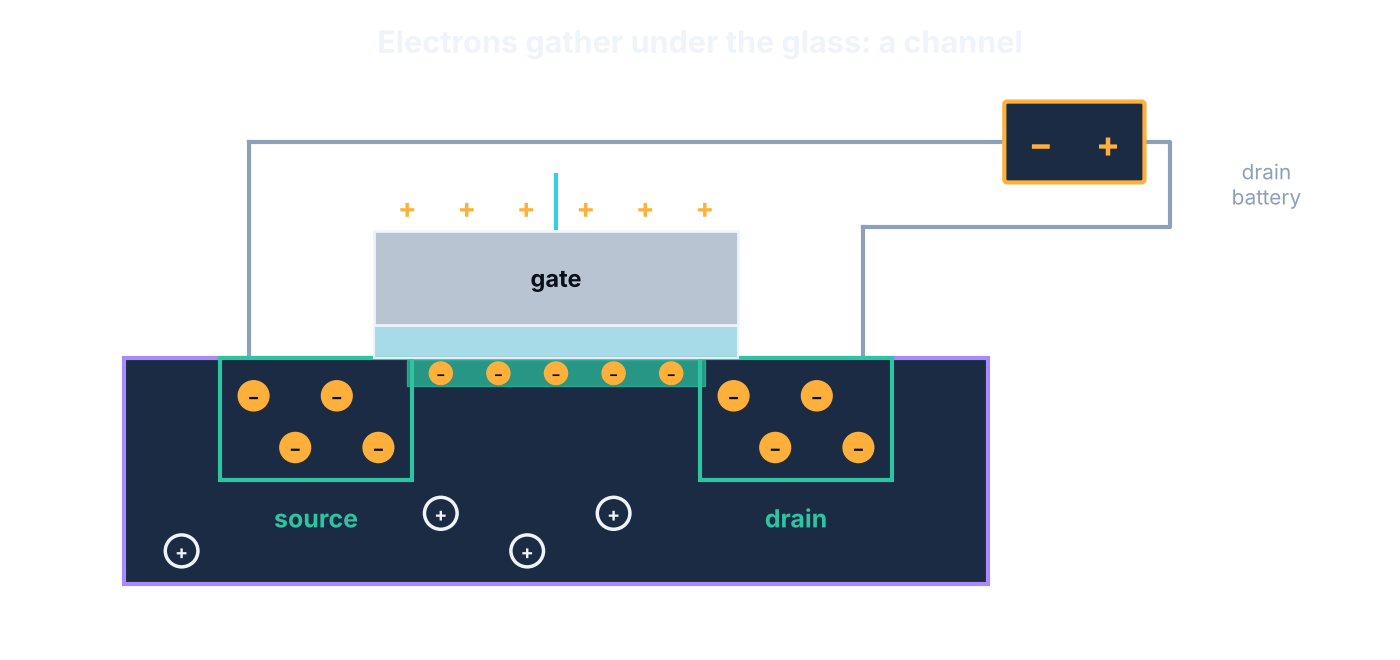 Electrons gather under the glass: a channel
− +
drain
battery
+ + + + + +
gate
− − − − −
− − − −
− − − −
source + + drain
+ +